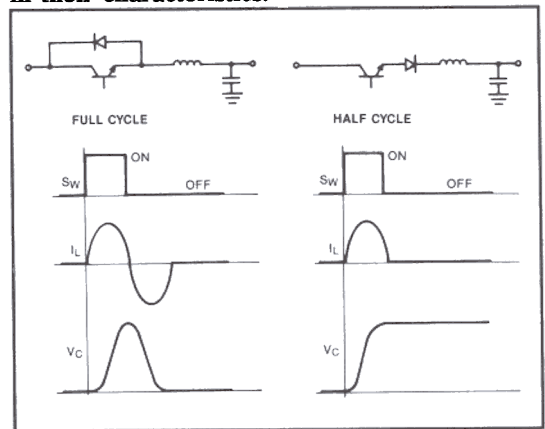 in their characteristics.
FULL CYCLE
HALF CYCLE
SW
ON
OFF
IL
VC
SW
ON
OFF
IL
VC